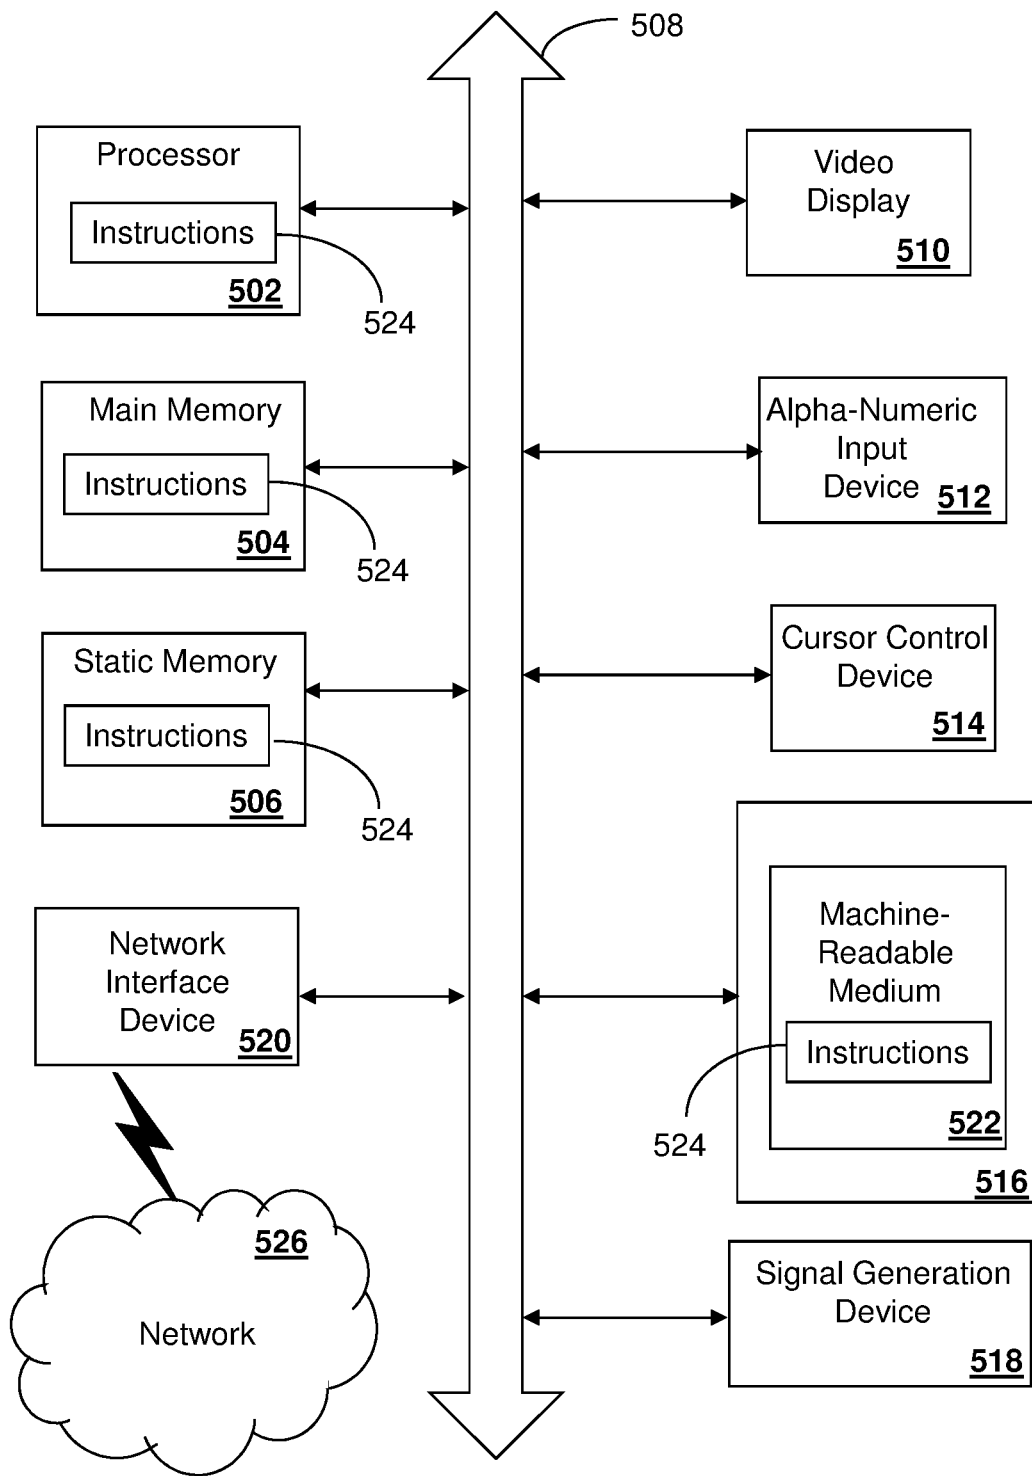 508
Processor
Instructions
502
524
Main Memory
Instructions
504
524
Static Memory
Instructions
506
524
Network
Interface
Device
520
526
Network
Video
Display
510
Alpha-Numeric
Input
Device
512
Cursor Control
Device
514
Machine-
Readable
Medium
Instructions
522
524
516
Signal Generation
Device
518